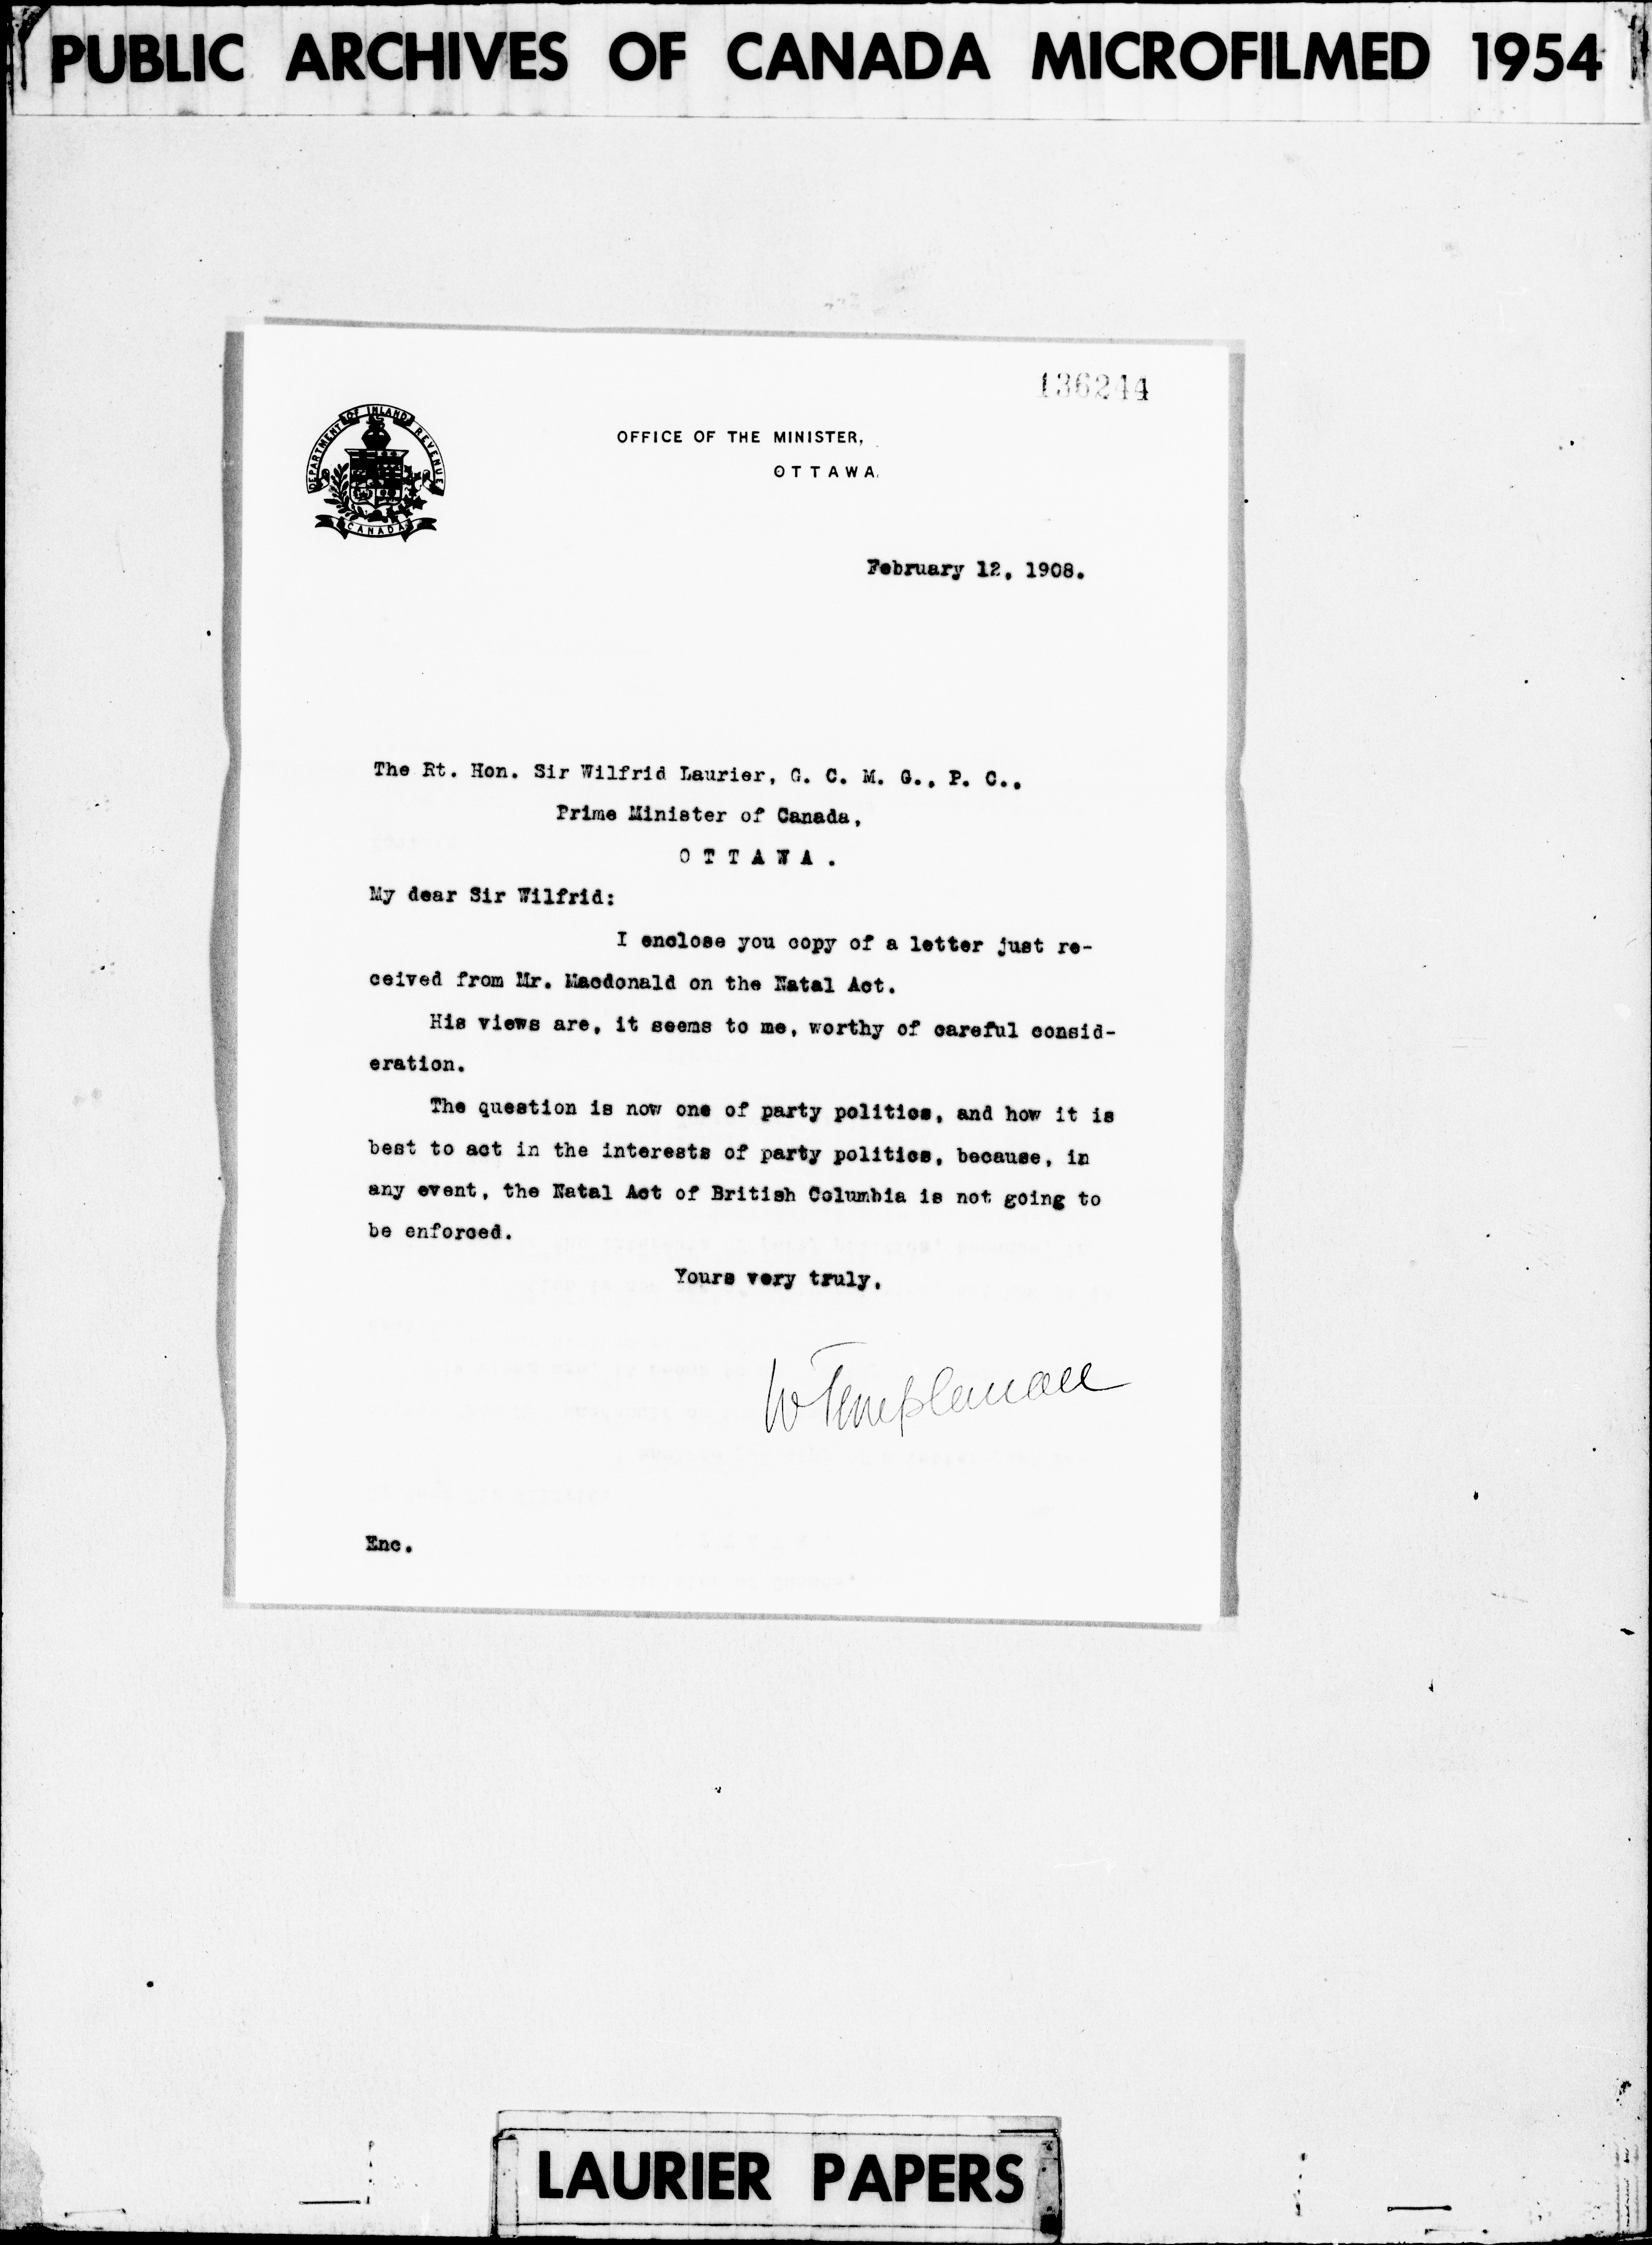 PUBLIC ARCHIVES OF CANADA MICROFILMED 1954
136244
DEPARTMENT OF INLAND REVENUE
CANADA
OFFICE OF THE MINISTER,
OTTAWA.
February 12, 1908.
The Rt. Hon. Sir Wilfrid Laurier, G. C. M. G., P. C.,
Prime Minister of Canada,
O T T A W A .
My dear Sir Wilfrid:
I enclose you copy of a letter just re-
ceived from Mr. Macdonald on the Natal Act.
His views are, it seems to me, worthy of careful consid-
eration.
The question is now one of party politics, and how it is
best to act in the interests of party politics, because, in
any event, the Natal Act of British Columbia is not going to
be enforced.
Yours very truly,
W Templeman
Enc.
LAURIER PAPERS